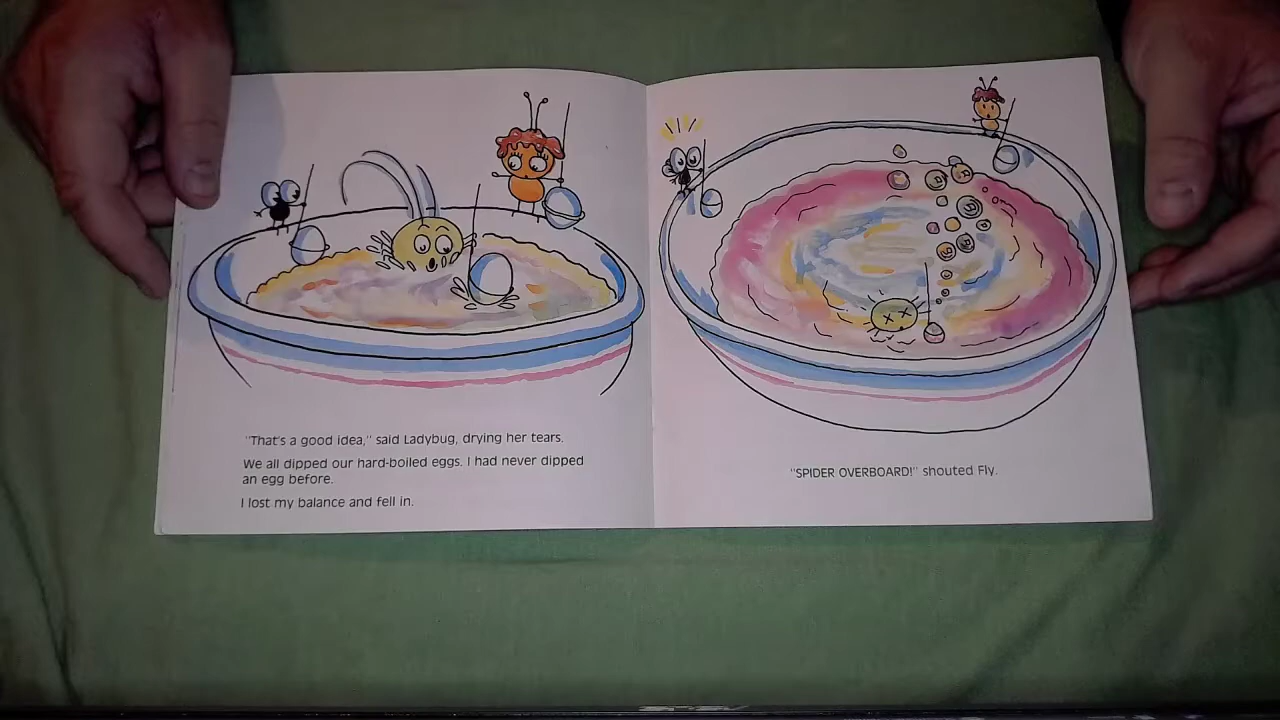 "That's a good idea," said Ladybug, drying her tears.
We all dipped our hard-boiled eggs. I had never dipped
an egg before.
I lost my balance and fell in.
"SPIDER OVERBOARD!" shouted Fly.